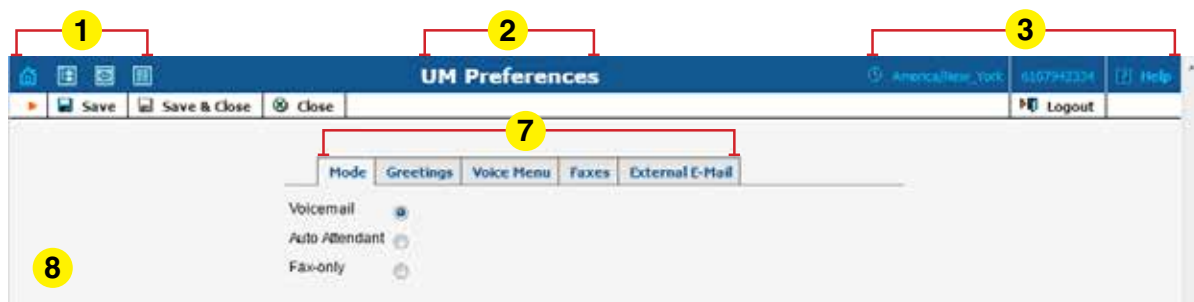 1 2 3
UM Preferences America/New_York 6167942334 [?] Help
Save Save & Close Close Logout
7
Mode Greetings Voice Menu Faxes External E-Mail
Voicemail
Auto Attendant
Fax-only
8